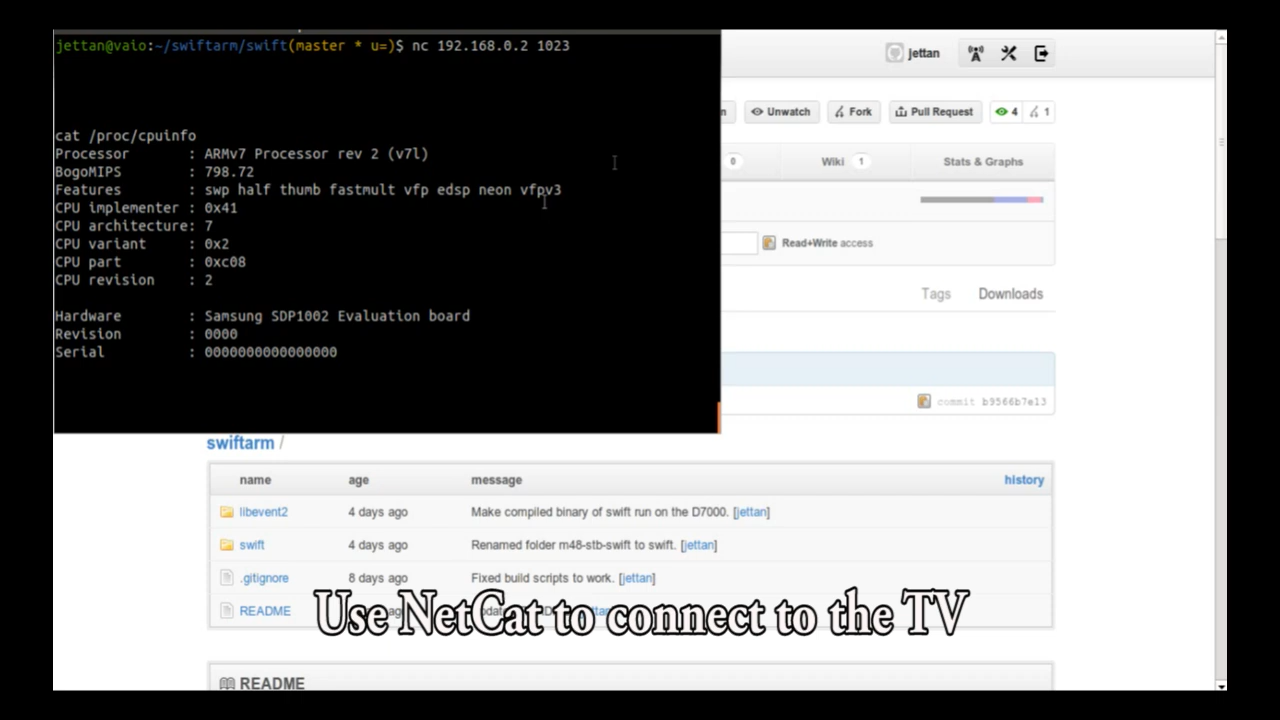 jettan@vaio:~/swiftarm/swift(master * u=)$ nc 192.168.0.2 1023
cat /proc/cpuinfo
Processor : ARMv7 Processor rev 2 (v7l)
BogoMIPS : 798.72
Features : swp half thumb fastmult vfp edsp neon vfpv3
CPU implementer : 0x41
CPU architecture: 7
CPU variant : 0x2
CPU part : 0xc08
CPU revision : 2
Hardware : Samsung SDP1002 Evaluation board
Revision : 0000
Serial : 0000000000000000
jettan
Unwatch Fork Pull Request 4 1
0 Wiki 1 Stats & Graphs
Read+Write access
Tags Downloads
commit b9566b7e13
swiftarm /
name age message history
libevent2 4 days ago Make compiled binary of swift run on the D7000. [jettan]
swift 4 days ago Renamed folder m48-stb-swift to swift. [jettan]
.gitignore 8 days ago Fixed build scripts to work. [jettan]
README
Use NetCat to connect to the TV
README